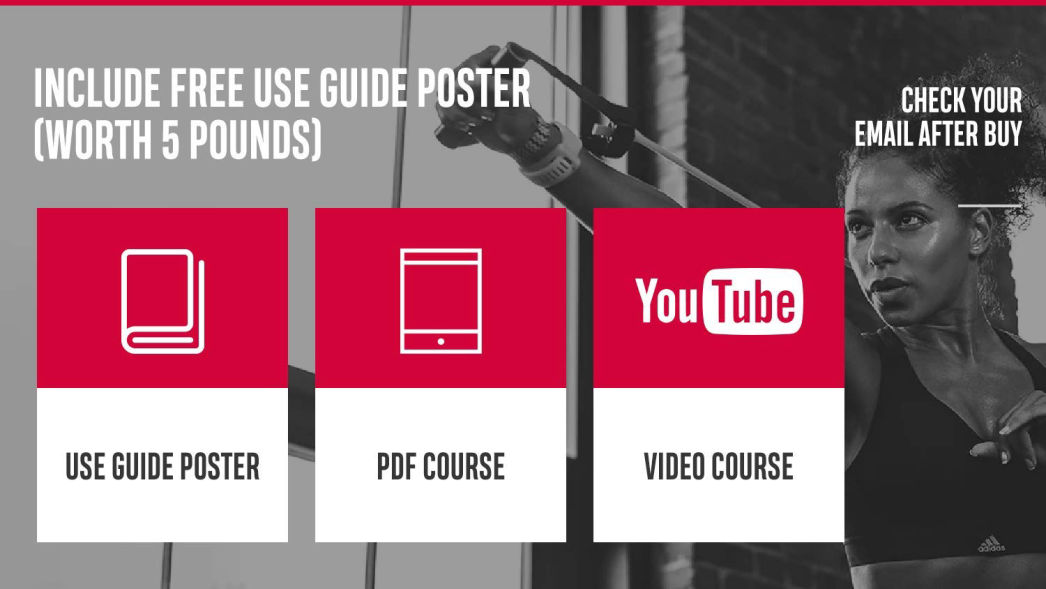 INCLUDE FREE USE GUIDE POSTER
(WORTH 5 POUNDS)
CHECK YOUR
EMAIL AFTER BUY
YouTube
USE GUIDE POSTER
PDF COURSE
VIDEO COURSE
adidas